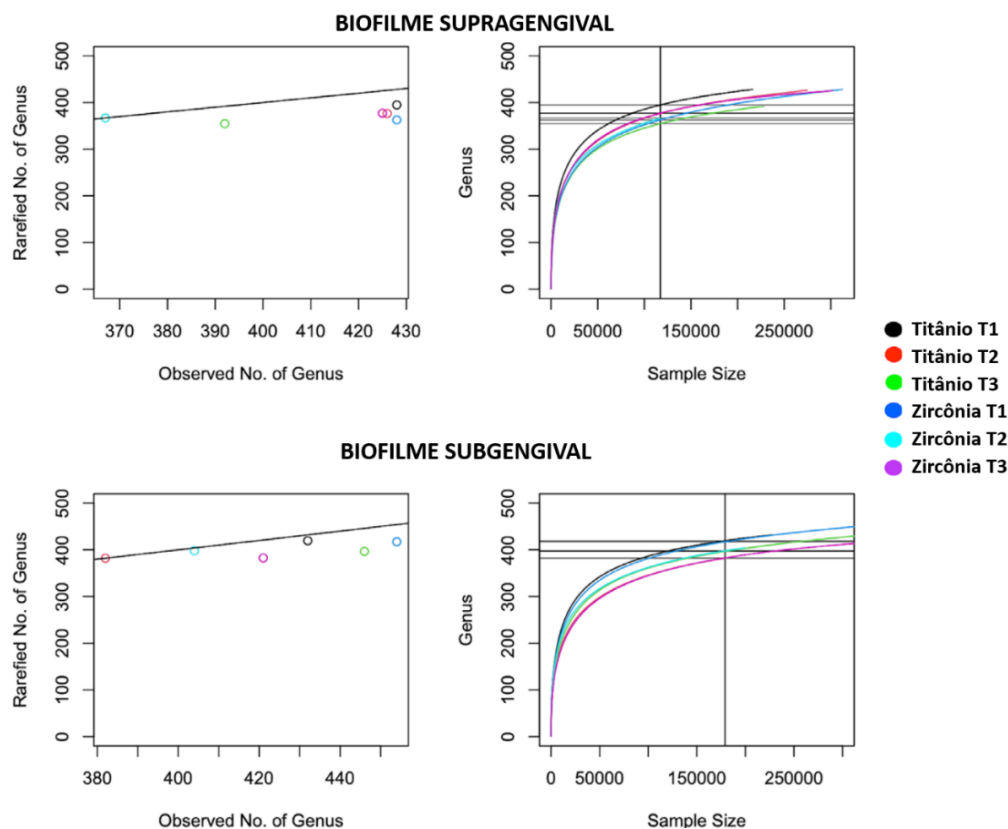 BIOFILME SUPRAGENGIVAL
Rarefied No. of Genus
500
400
300
200
100
0
370 380 390 400 410 420 430
Observed No. of Genus
Genus
500
400
300
200
100
0
0 50000 150000 250000
Sample Size
Titânio T1
Titânio T2
Titânio T3
Zircônia T1
Zircônia T2
Zircônia T3
BIOFILME SUBGENGIVAL
Rarefied No. of Genus
500
400
300
200
100
0
380 400 420 440
Observed No. of Genus
Genus
500
400
300
200
100
0
0 50000 150000 250000
Sample Size